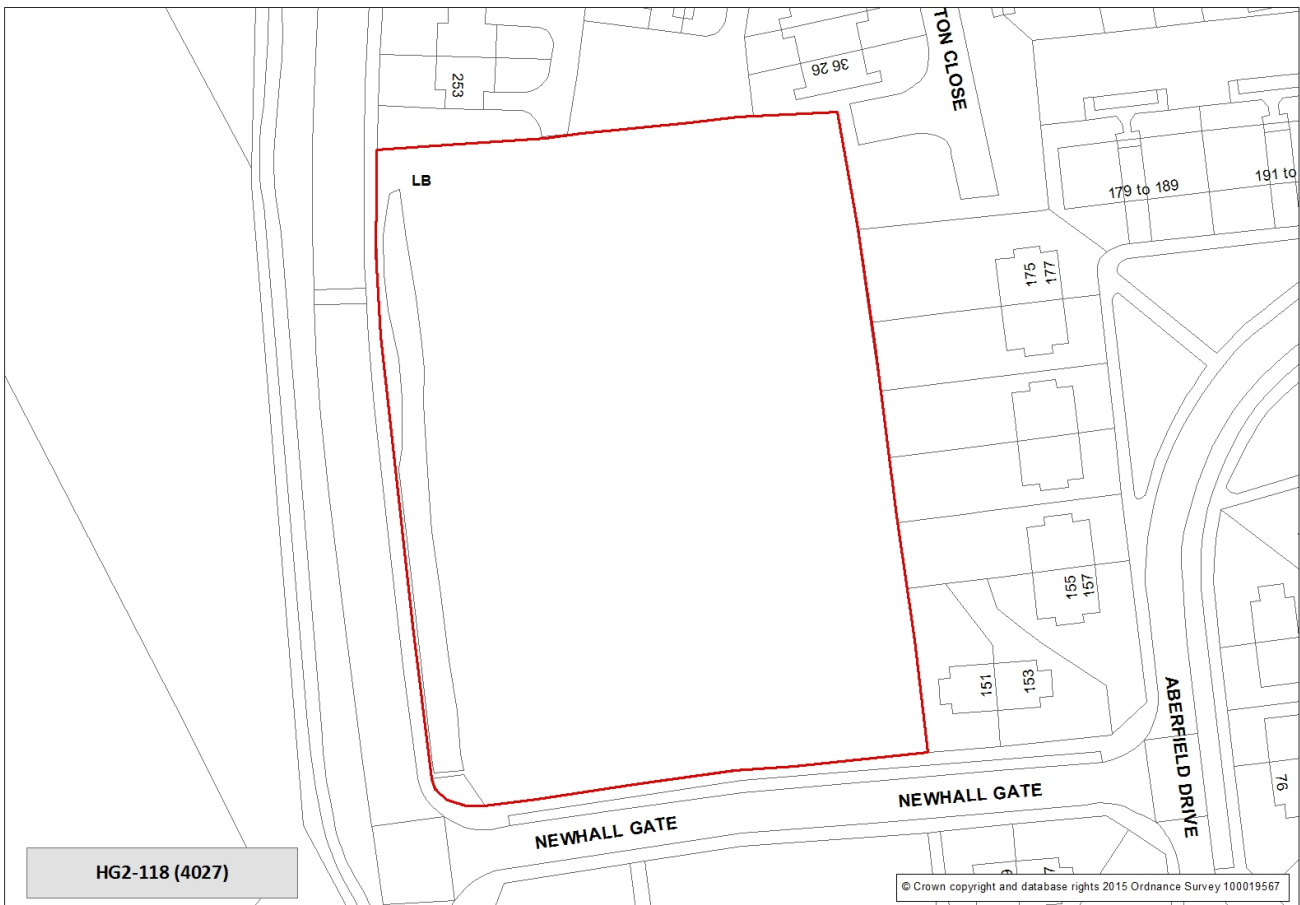 253
36 26
TON CLOSE
179 to 189
191 to
LB
175
177
155
157
151
153
ABERFIELD DRIVE
76
NEWHALL GATE
NEWHALL GATE
HG2-118 (4027)
© Crown copyright and database rights 2015 Ordnance Survey 100019567